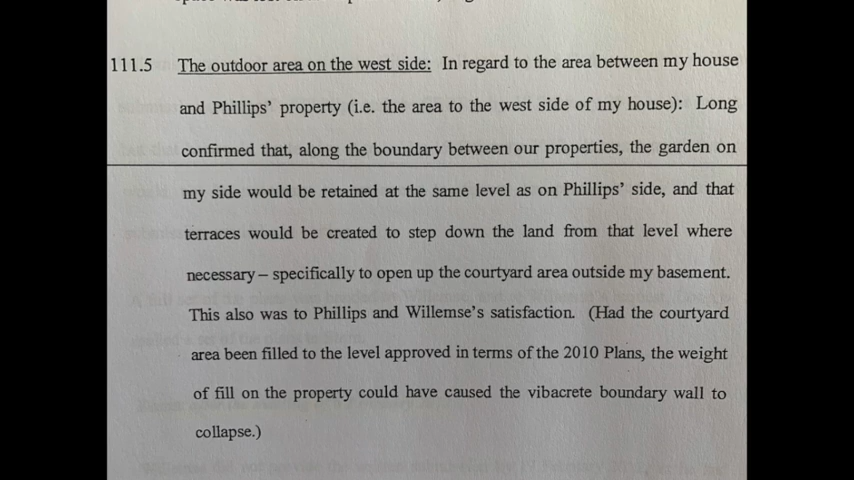 111.5 The outdoor area on the west side: In regard to the area between my house
and Phillips' property (i.e. the area to the west side of my house): Long
confirmed that, along the boundary between our properties, the garden on
my side would be retained at the same level as on Phillips' side, and that
terraces would be created to step down the land from that level where
necessary – specifically to open up the courtyard area outside my basement.
This also was to Phillips and Willemse's satisfaction. (Had the courtyard
area been filled to the level approved in terms of the 2010 Plans, the weight
of fill on the property could have caused the vibacrete boundary wall to
collapse.)